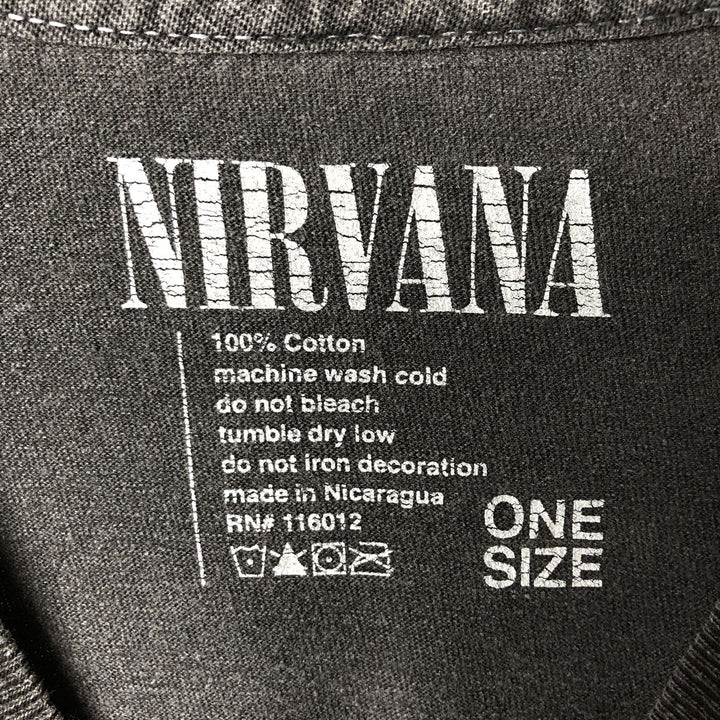 NIRVANA
100% Cotton
machine wash cold
do not bleach
tumble dry low
do not iron decoration
made in Nicaragua
RN# 116012
ONE
SIZE